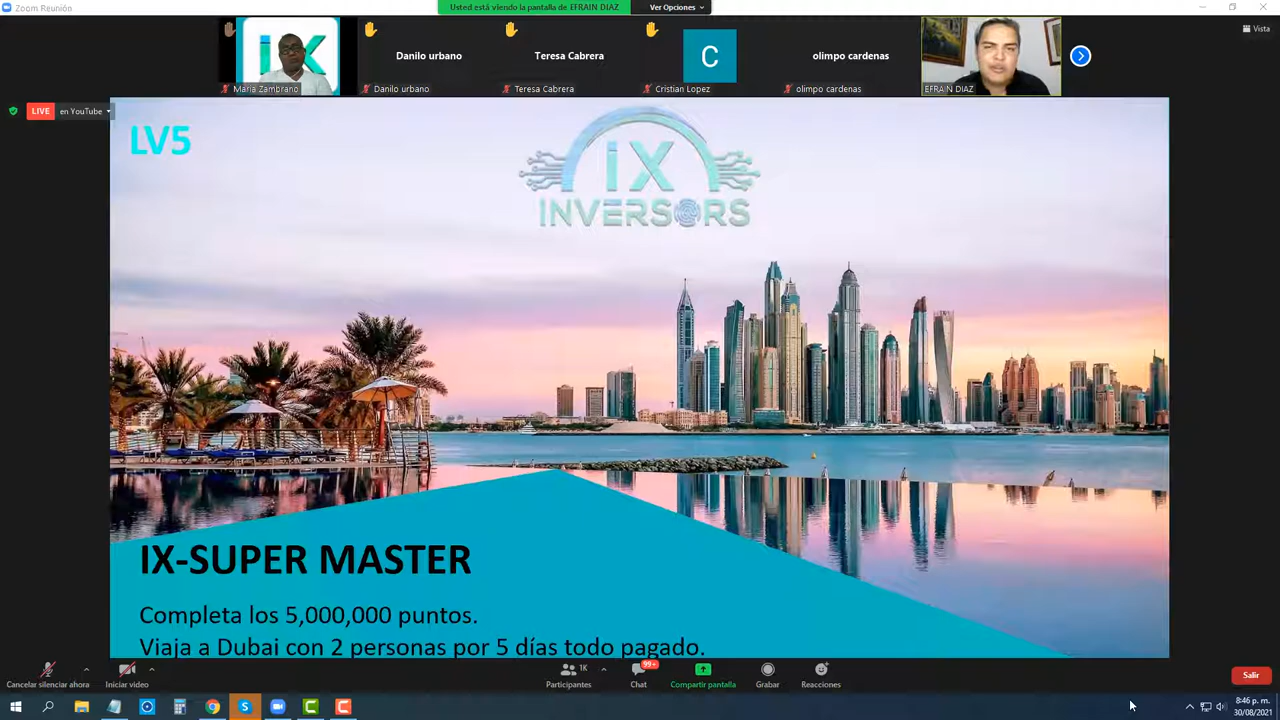 Zoom Reunión
Usted está viendo la pantalla de EFRAIN DIAZ
Ver Opciones
Vista
iX
Maria Zambrano
Danilo urbano
Danilo urbano
Teresa Cabrera
Teresa Cabrera
C
Cristian Lopez
olimpo cardenas
olimpo cardenas
EFRAIN DIAZ
LIVE en YouTube
LV5
iX
INVERSORS
IX-SUPER MASTER
Completa los 5,000,000 puntos.
Viaja a Dubai con 2 personas por 5 días todo pagado.
Cancelar silenciar ahora
Iniciar video
1K
Participantes
99+
Chat
Compartir pantalla
Grabar
Reacciones
Salir
8:46 p. m.
30/08/2021